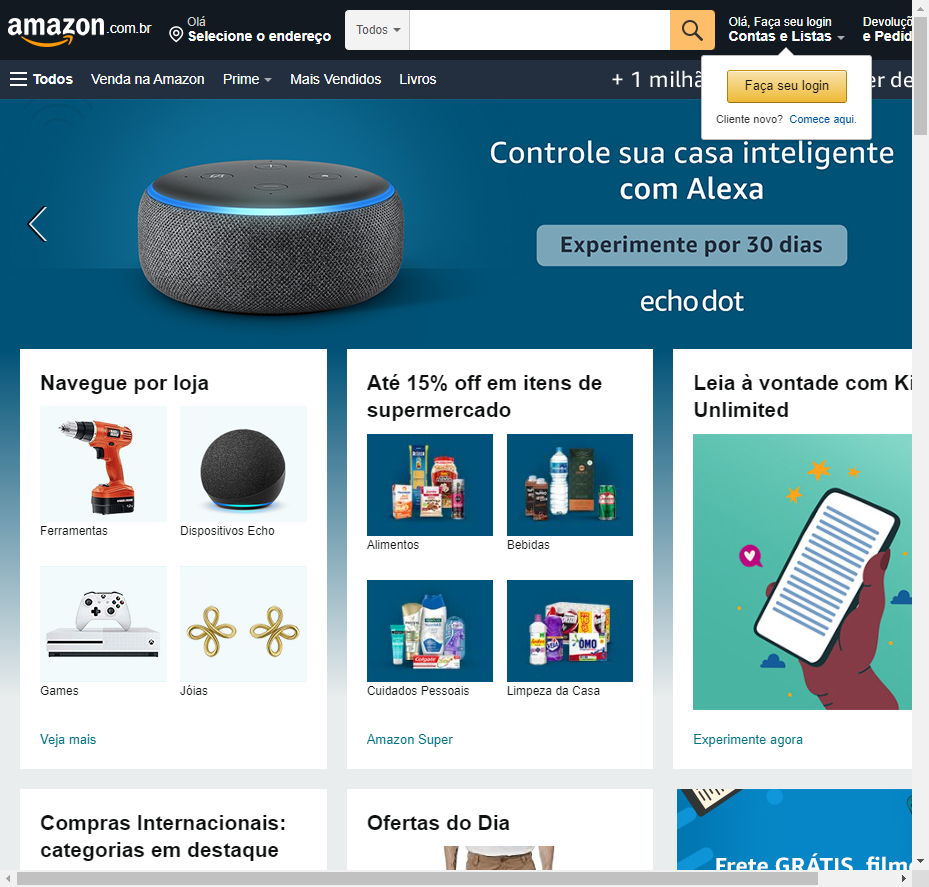 amazon.com.br
Olá
Selecione o endereço
Todos
Olá, Faça seu login
Contas e Listas
Devoluçõ
e Pedid
Todos
Venda na Amazon
Prime
Mais Vendidos
Livros
+ 1 milhã
er de
Faça seu login
Cliente novo? Comece aqui.
Controle sua casa inteligente
com Alexa
Experimente por 30 dias
echo dot
Navegue por loja
Ferramentas
Dispositivos Echo
Games
Jóias
Veja mais
Até 15% off em itens de
supermercado
Alimentos
Bebidas
Cuidados Pessoais
Limpeza da Casa
Amazon Super
Leia à vontade com Ki
Unlimited
Experimente agora
Compras Internacionais:
categorias em destaque
Ofertas do Dia
Frete GRÁTIS, film